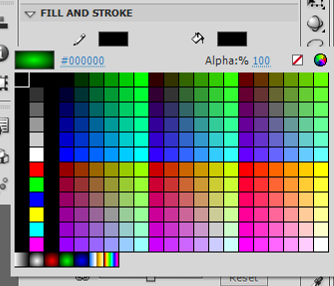 FILL AND STROKE
#000000 Alpha:% 100
Reset